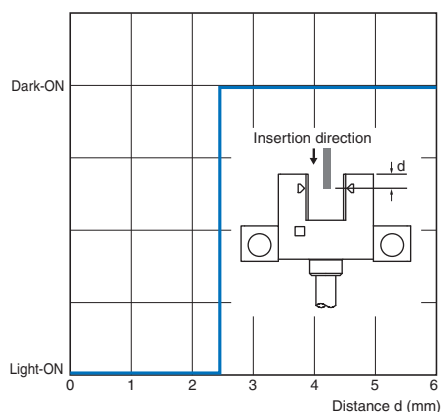 Dark-ON
Insertion direction
d
Light-ON
0 1 2 3 4 5 6
Distance d (mm)